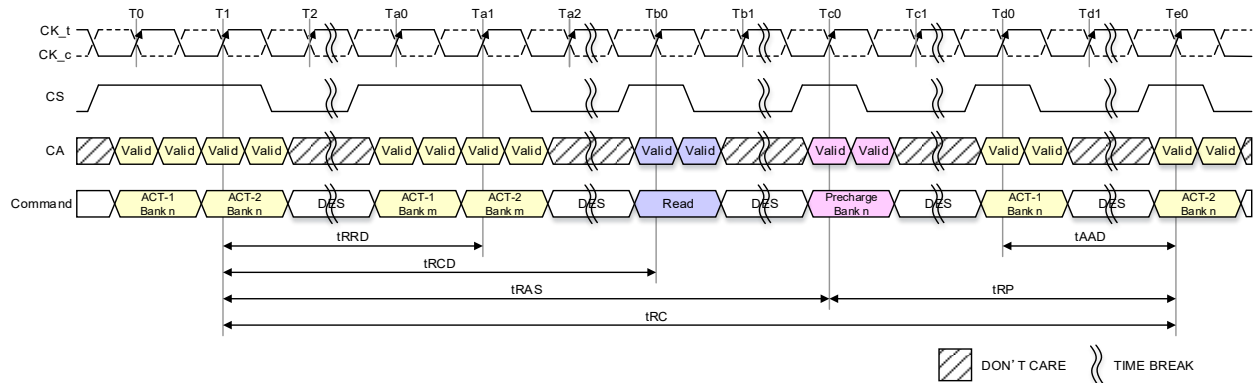 T0 T1 T2 Ta0 Ta1 Ta2 Tb0 Tb1 Tc0 Tc1 Td0 Td1 Te0
CK_t
CK_c
CS
CA Valid Valid Valid Valid Valid Valid Valid Valid Valid Valid Valid Valid Valid Valid Valid Valid
Command ACT-1 Bank n ACT-2 Bank n DES ACT-1 Bank m ACT-2 Bank m DES Read DES Precharge Bank n DES ACT-1 Bank n DES ACT-2 Bank n
tRRD tAAD
tRCD
tRAS tRP
tRC
DON'T CARE TIME BREAK